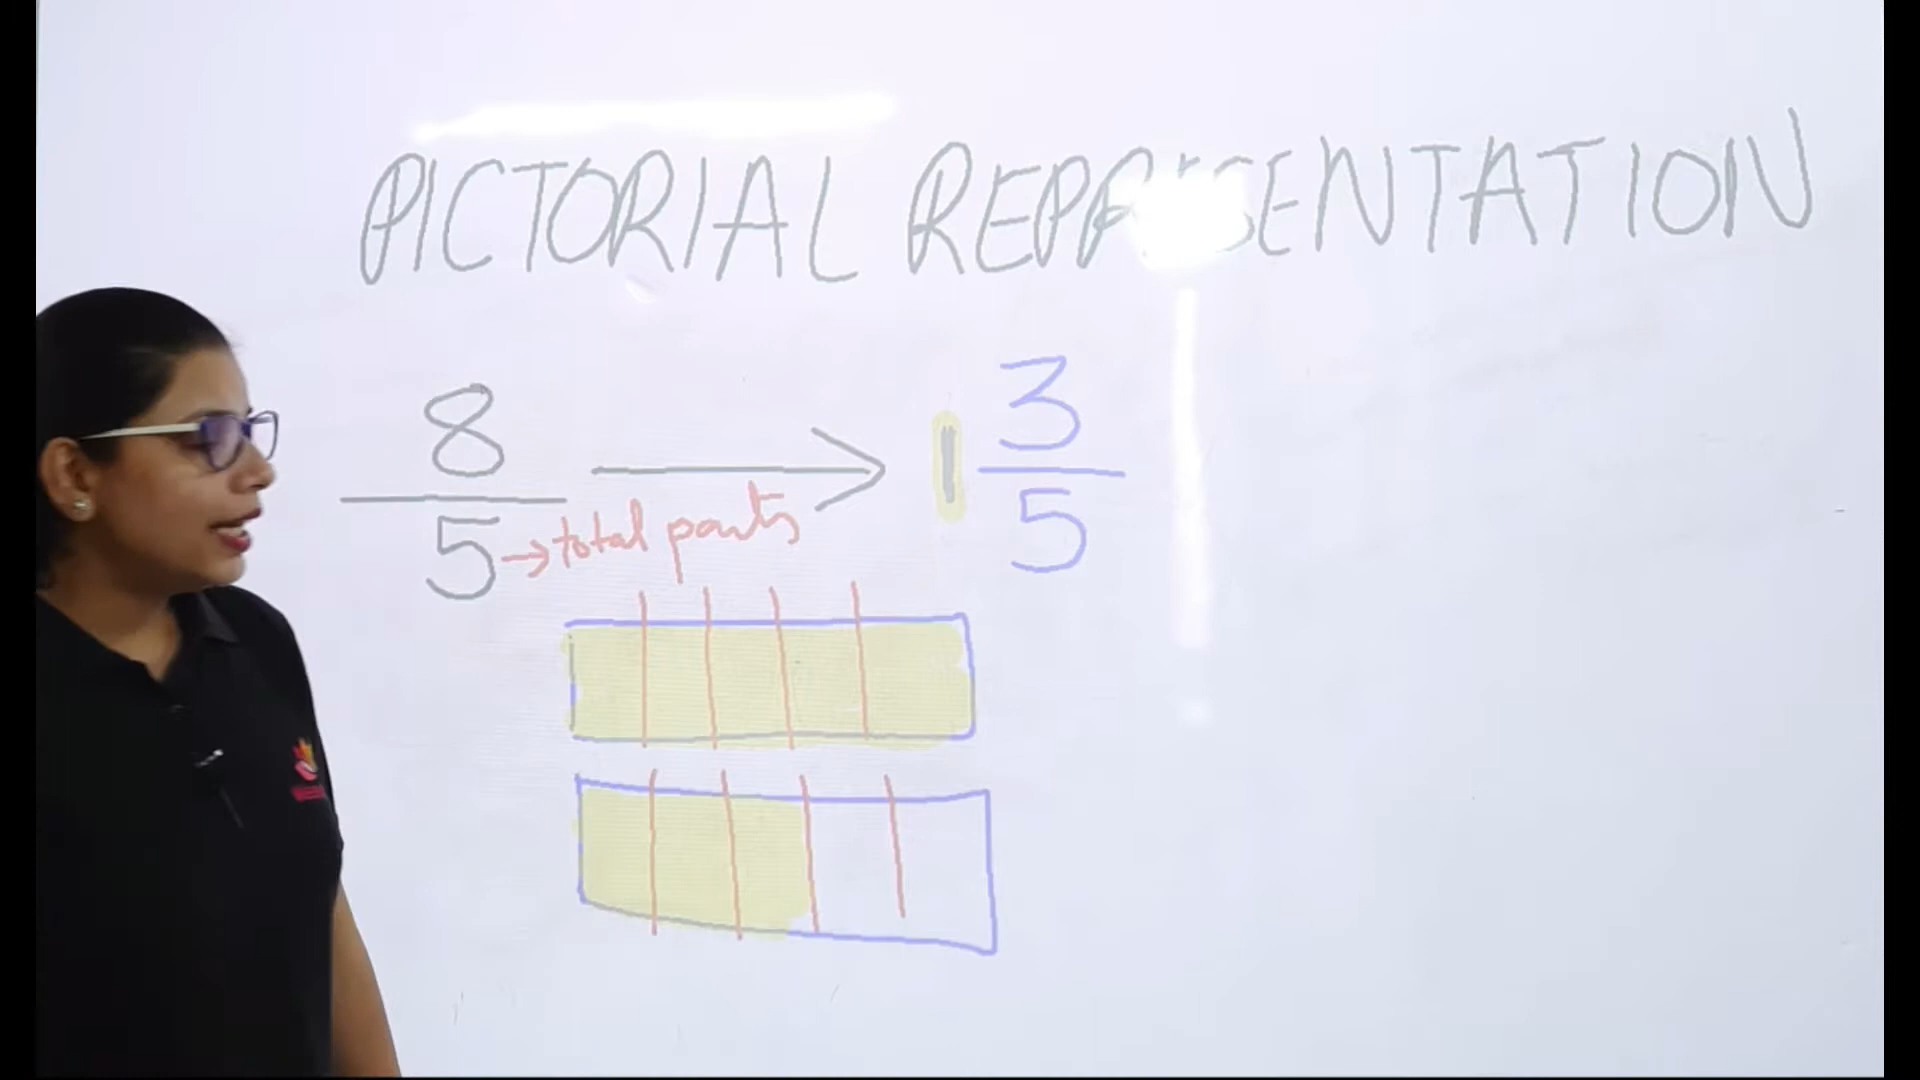 PICTORIAL REPRESENTATION
8/5 → 1 3/5
→ total parts